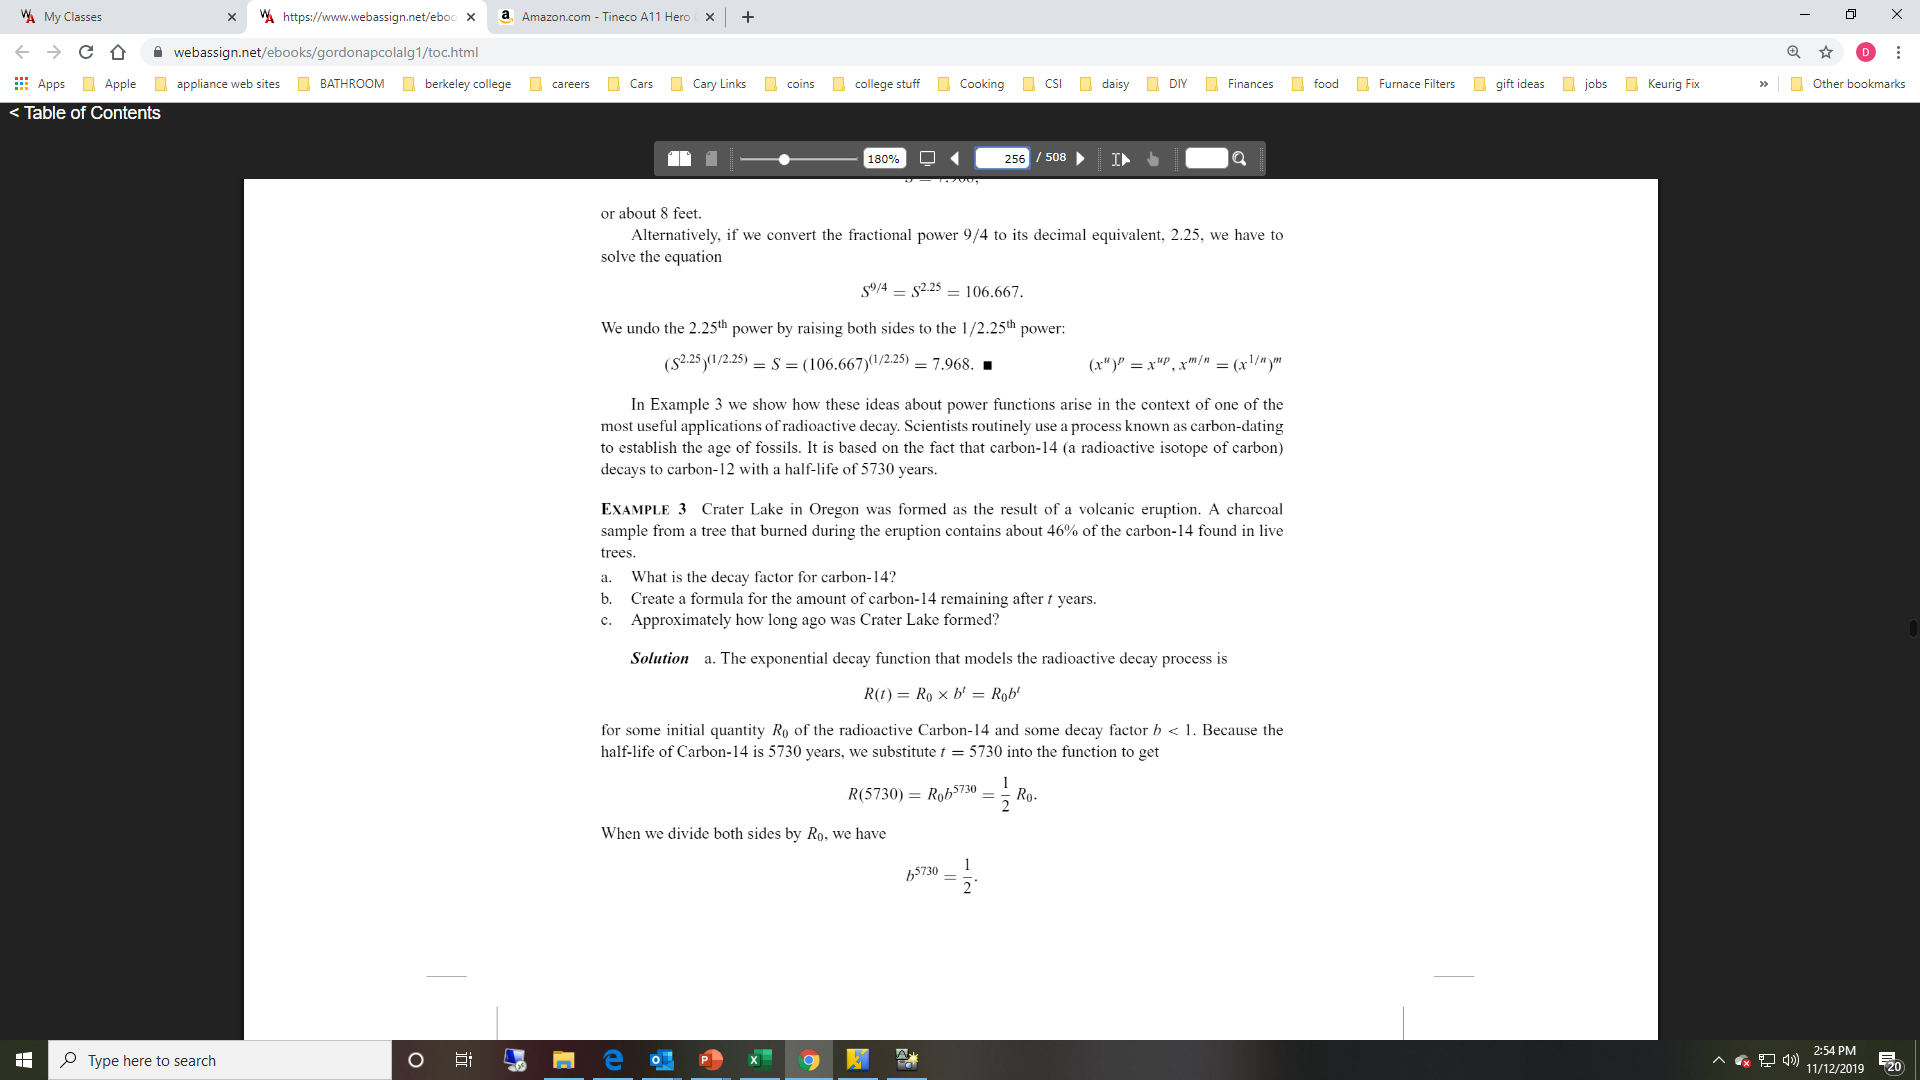 My Classes
https://www.webassign.net/eboo
Amazon.com - Tineco A11 Hero
webassign.net/ebooks/gordonapcolalg1/toc.html
D
Apps Apple appliance web sites BATHROOM berkeley college careers Cars Cary Links coins college stuff Cooking CSI daisy DIY Finances food Furnace Filters gift ideas jobs Keurig Fix » Other bookmarks
< Table of Contents
180% 256 / 508
or about 8 feet.
Alternatively, if we convert the fractional power 9/4 to its decimal equivalent, 2.25, we have to
solve the equation
S^{9/4} = S^{2.25} = 106.667.
We undo the 2.25th power by raising both sides to the 1/2.25th power:
(S^{2.25})^{(1/2.25)} = S = (106.667)^{(1/2.25)} = 7.968. ■ (x^u)^p = x^{up}, x^{m/n} = (x^{1/n})^m
In Example 3 we show how these ideas about power functions arise in the context of one of the
most useful applications of radioactive decay. Scientists routinely use a process known as carbon-dating
to establish the age of fossils. It is based on the fact that carbon-14 (a radioactive isotope of carbon)
decays to carbon-12 with a half-life of 5730 years.
EXAMPLE 3 Crater Lake in Oregon was formed as the result of a volcanic eruption. A charcoal
sample from a tree that burned during the eruption contains about 46% of the carbon-14 found in live
trees.
a. What is the decay factor for carbon-14?
b. Create a formula for the amount of carbon-14 remaining after t years.
c. Approximately how long ago was Crater Lake formed?
Solution a. The exponential decay function that models the radioactive decay process is
R(t) = R₀ × b^t = R₀b^t
for some initial quantity R₀ of the radioactive Carbon-14 and some decay factor b < 1. Because the
half-life of Carbon-14 is 5730 years, we substitute t = 5730 into the function to get
R(5730) = R₀b^{5730} = 1/2 R₀.
When we divide both sides by R₀, we have
b^{5730} = 1/2.
Type here to search
2:54 PM
11/12/2019
20